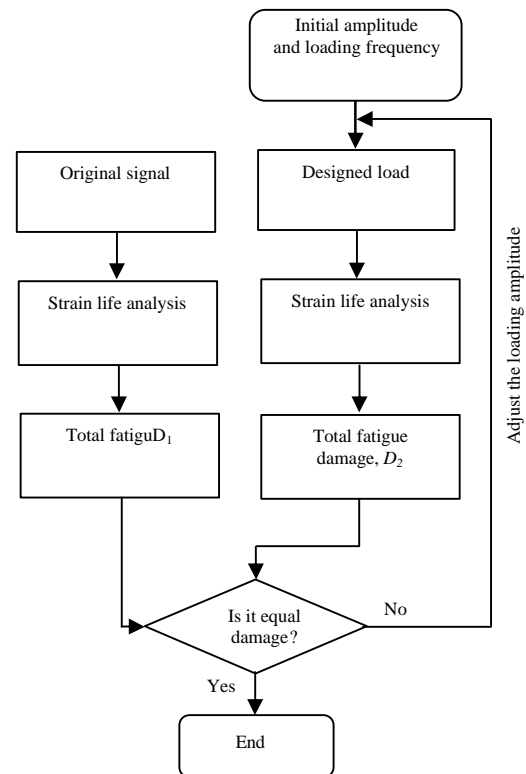 Initial amplitude
and loading frequency
Original signal
Designed load
Strain life analysis
Strain life analysis
Total fatiguD₁
Total fatigue
damage, D₂
Adjust the loading amplitude
Is it equal
damage?
No
Yes
End